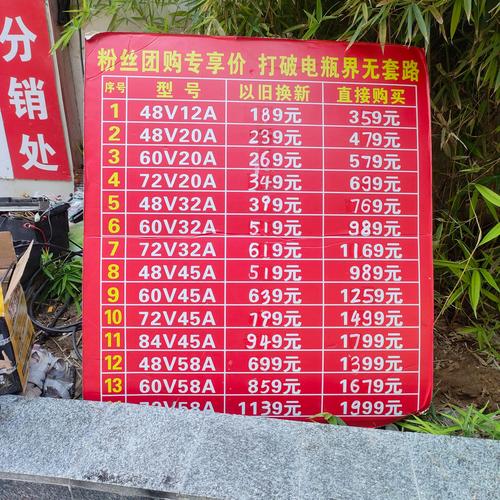 分销处
粉丝团购专享价 打破电瓶界无套路
序号 型号 以旧换新 直接购买
1 48V12A 189元 359元
2 48V20A 239元 479元
3 60V20A 269元 579元
4 72V20A 349元 699元
5 48V32A 399元 769元
6 60V32A 519元 989元
7 72V32A 619元 1169元
8 48V45A 519元 989元
9 60V45A 639元 1259元
10 72V45A 799元 1499元
11 84V45A 949元 1799元
12 48V58A 699元 1399元
13 60V58A 859元 1679元
72V58A 1139元 1999元